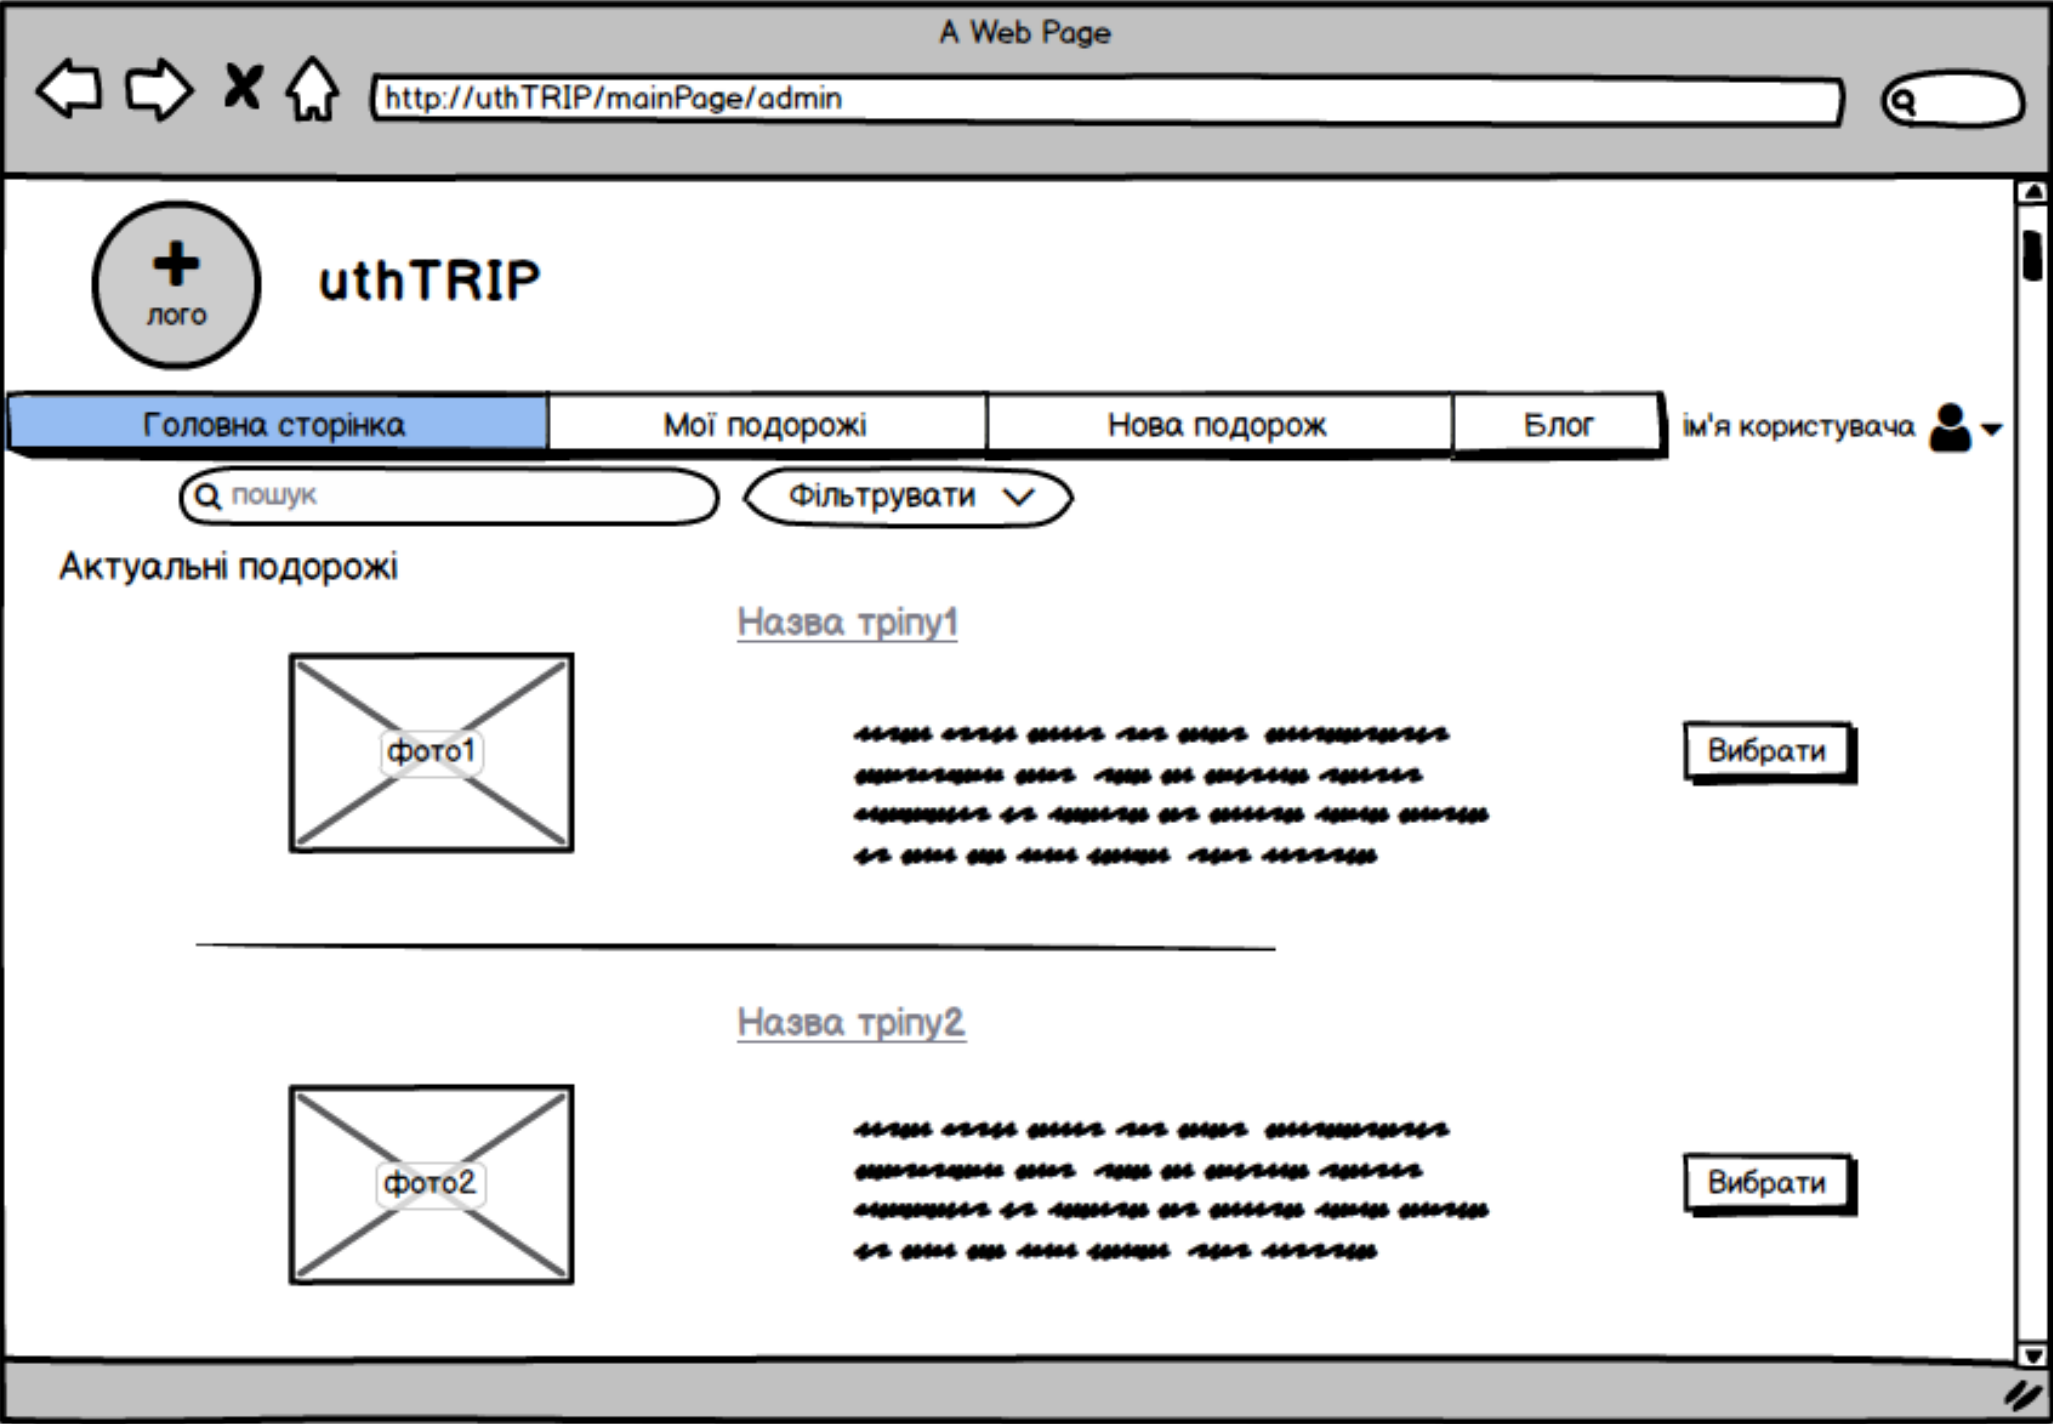 A Web Page
http://uthTRIP/mainPage/admin
лого
uthTRIP
Головна сторінка
Мої подорожі
Нова подорож
Блог
ім'я користувача
пошук
Фільтрувати
Актуальні подорожі
Назва тріпу1
фото1
Вибрати
Назва тріпу2
фото2
Вибрати